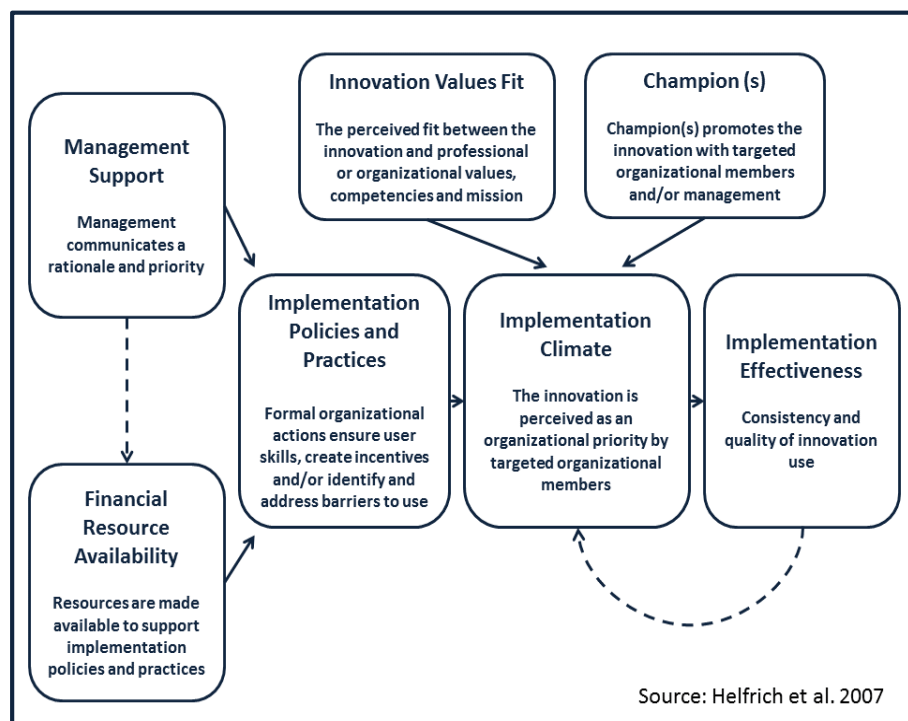 Management
Support
Management
communicates a
rationale and priority
Financial
Resource
Availability
Resources are made
available to support
implementation
policies and practices
Implementation
Policies and
Practices
Formal organizational
actions ensure user
skills, create incentives
and/or identify and
address barriers to use
Innovation Values Fit
The perceived fit between the
innovation and professional
or organizational values,
competencies and mission
Champion (s)
Champion(s) promotes the
innovation with targeted
organizational members
and/or management
Implementation
Climate
The innovation is
perceived as an
organizational priority by
targeted organizational
members
Implementation
Effectiveness
Consistency and
quality of innovation
use
Source: Helfrich et al. 2007